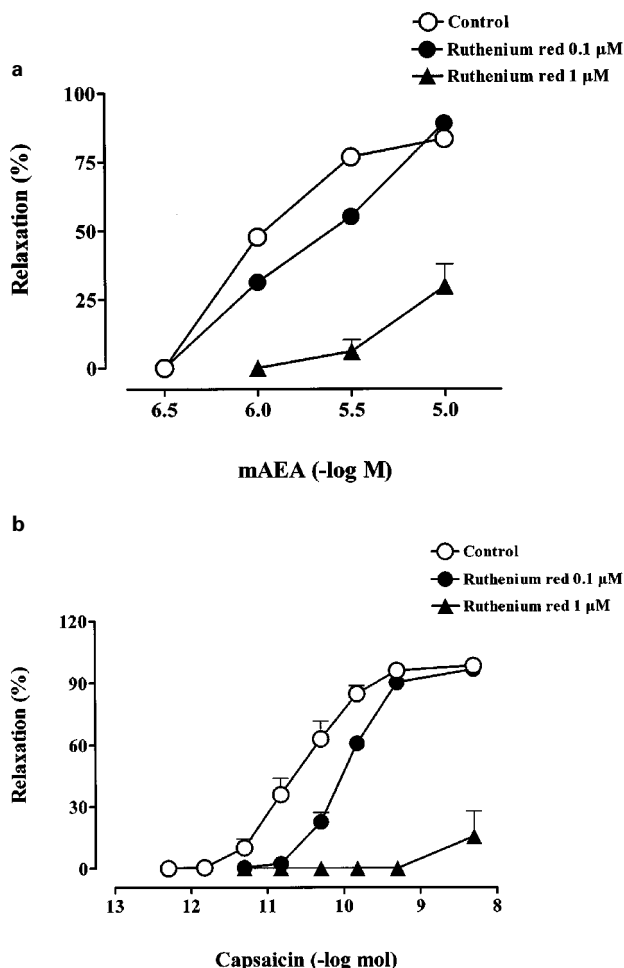 Control
Ruthenium red 0.1 µM
Ruthenium red 1 µM
a
100
75
50
25
0
Relaxation (%)
6.5 6.0 5.5 5.0
mAEA (-log M)
b
Control
Ruthenium red 0.1 µM
Ruthenium red 1 µM
120
90
60
30
0
Relaxation (%)
13 12 11 10 9 8
Capsaicin (-log mol)